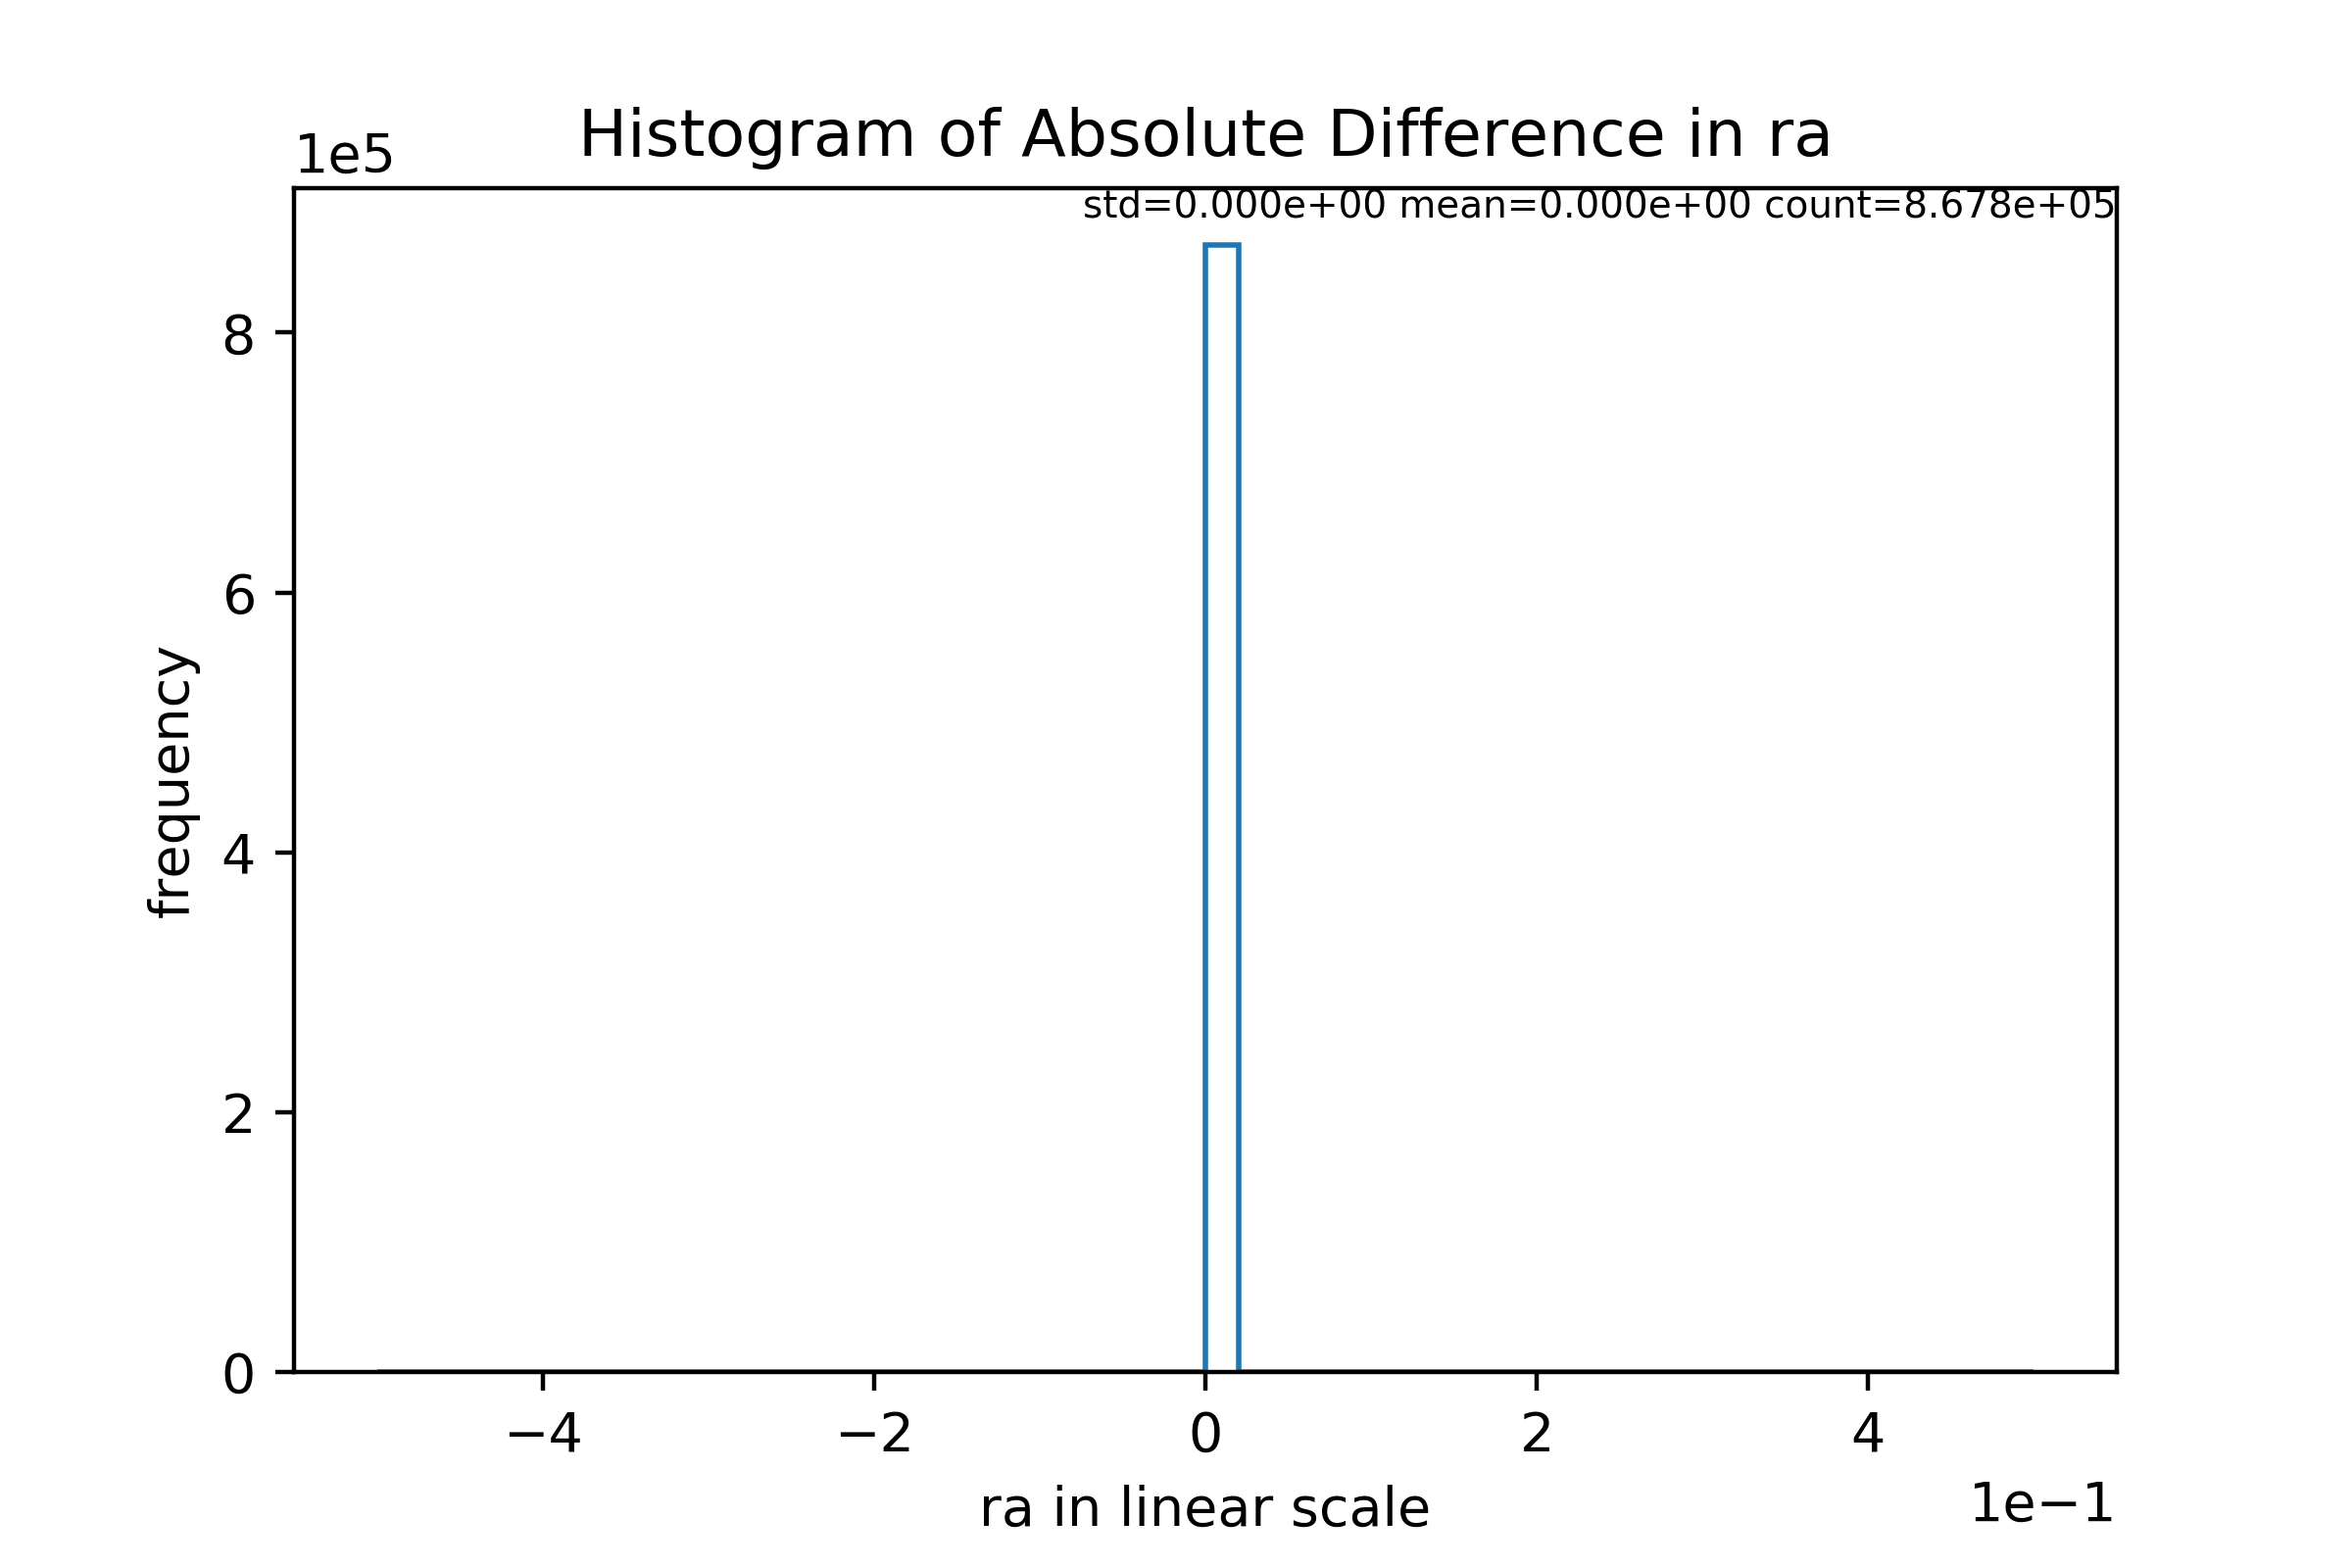 Histogram of Absolute Difference in ra
1e5
std=0.000e+00 mean=0.000e+00 count=8.678e+05
8
6
4
2
0
frequency
−4 −2 0 2 4
ra in linear scale
1e−1